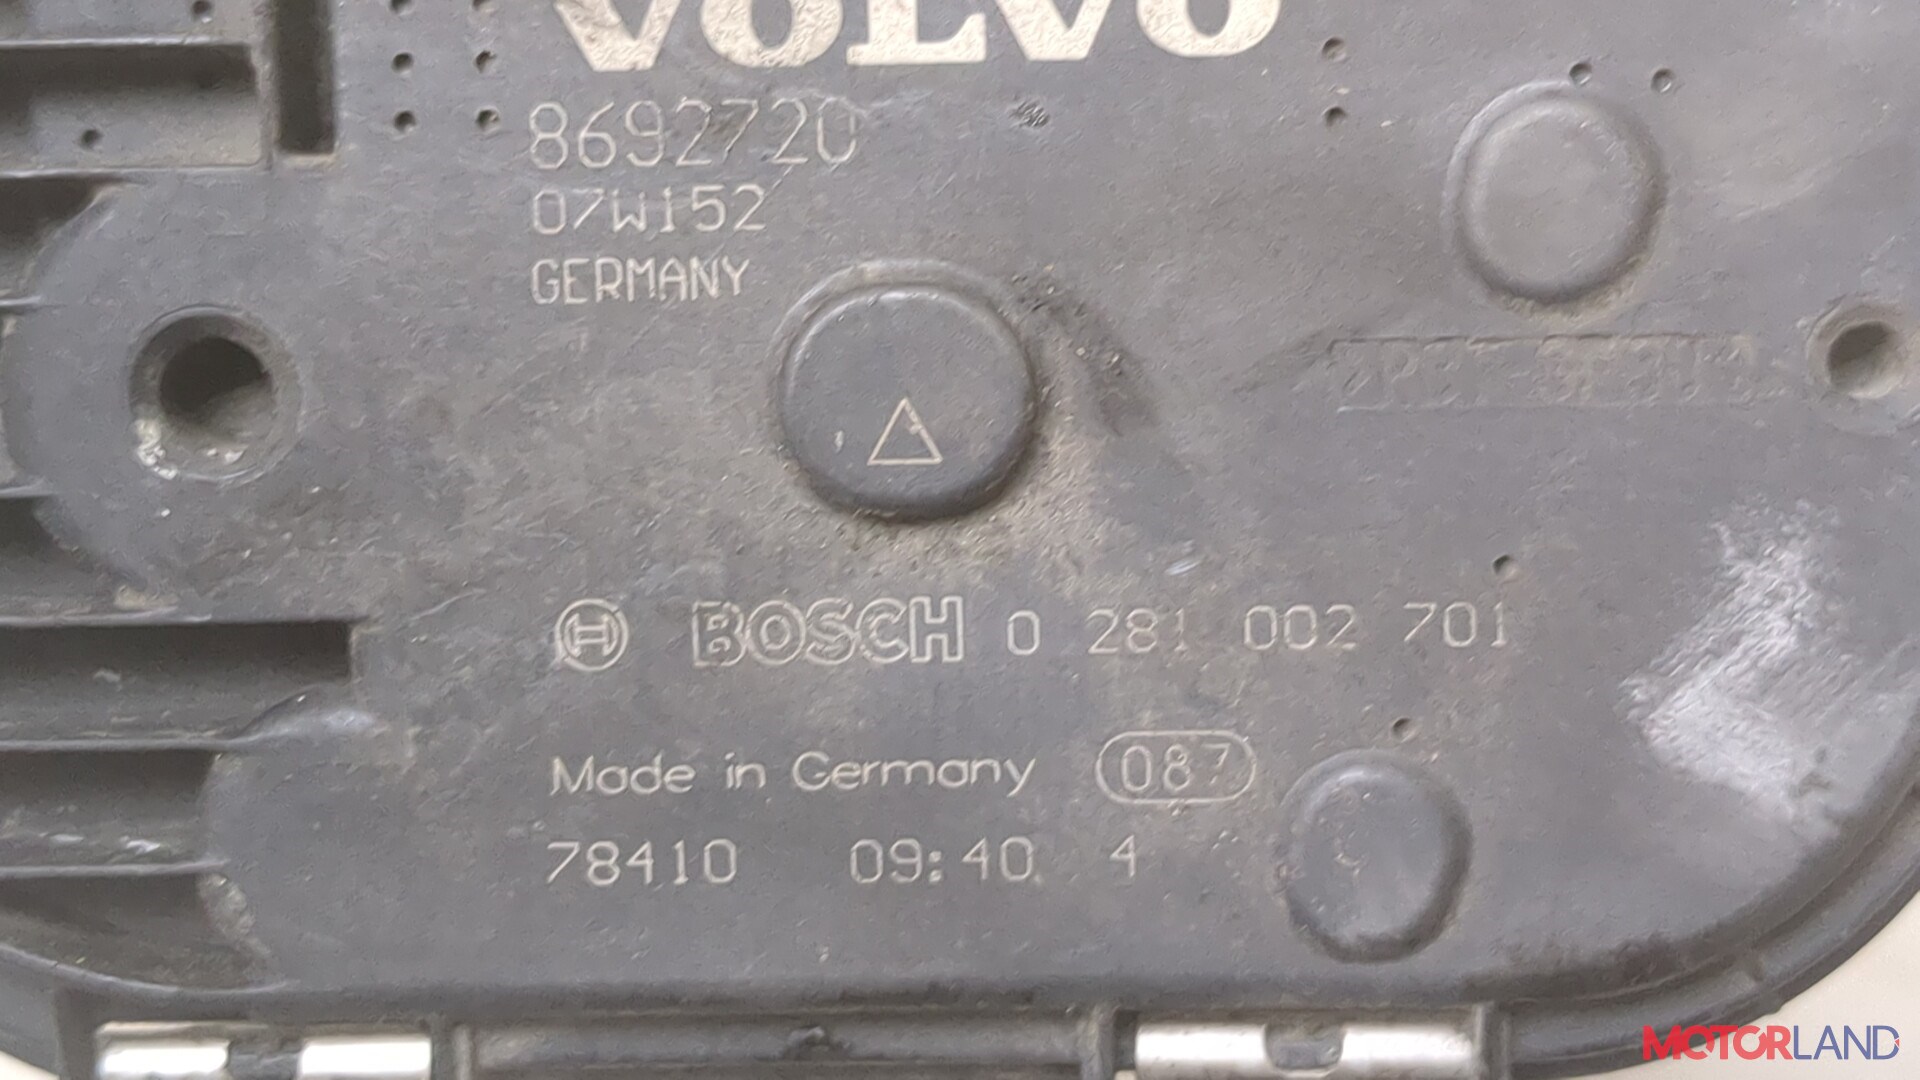 VOLVO
8692720
07W152
GERMANY
BOSCH 0 281 002 701
Made in Germany 087
78410 09:40 4
MOTORLAND